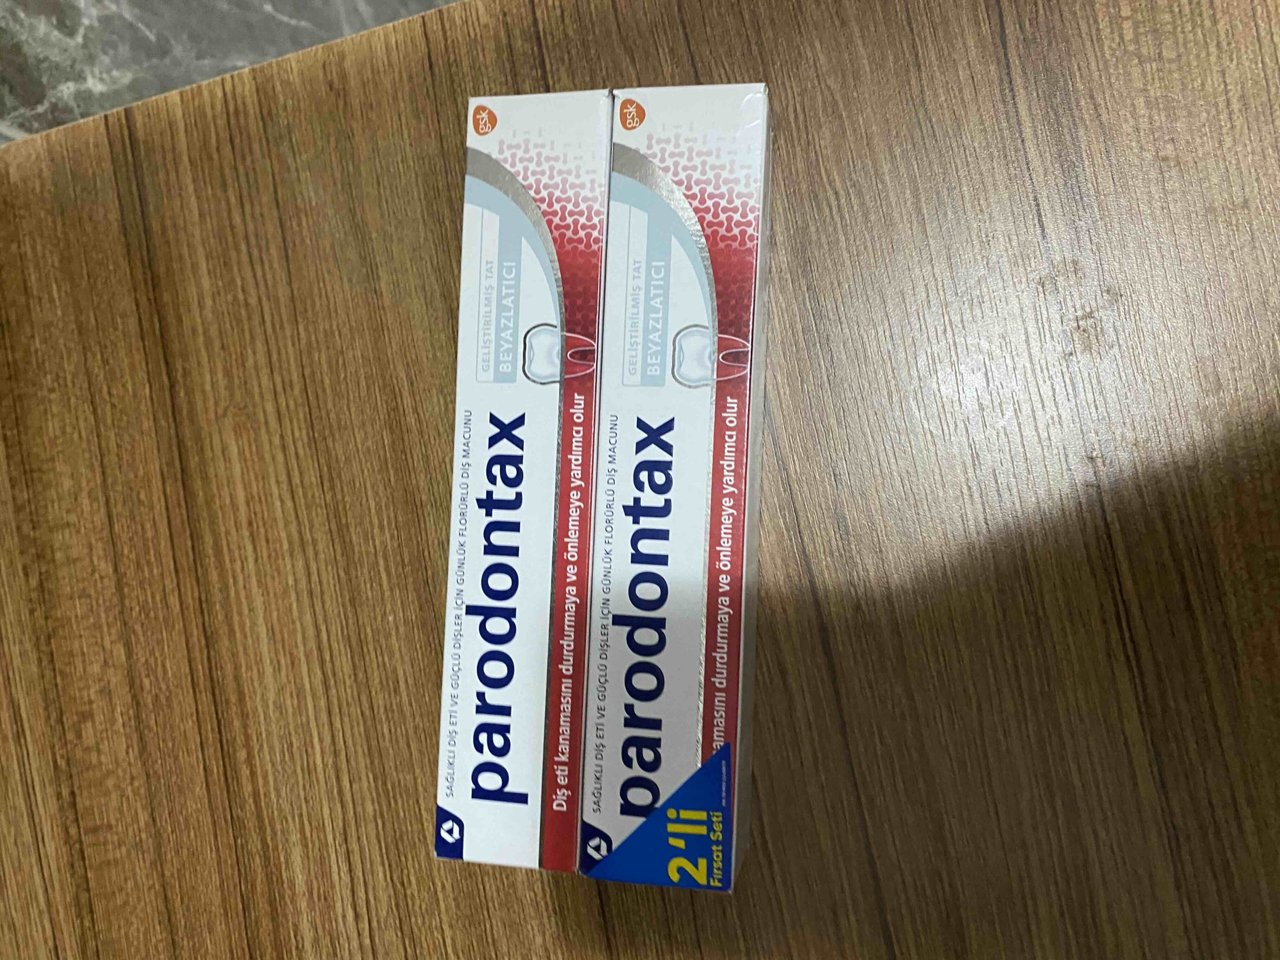 SAĞLIKLI DİŞ ETİ VE GÜÇLÜ DİŞLER İÇİN GÜNLÜK FLORÜRLÜ DİŞ MACUNU
parodontax
GELİŞTİRİLMİŞ TAT
BEYAZLATICI
gsk
Diş eti kanamasını durdurmaya ve önlemeye yardımcı olur
SAĞLIKLI DİŞ ETİ VE GÜÇLÜ DİŞLER İÇİN GÜNLÜK FLORÜRLÜ DİŞ MACUNU
parodontax
GELİŞTİRİLMİŞ TAT
BEYAZLATICI
gsk
amasını durdurmaya ve önlemeye yardımcı olur
2'li
Fırsat Seti